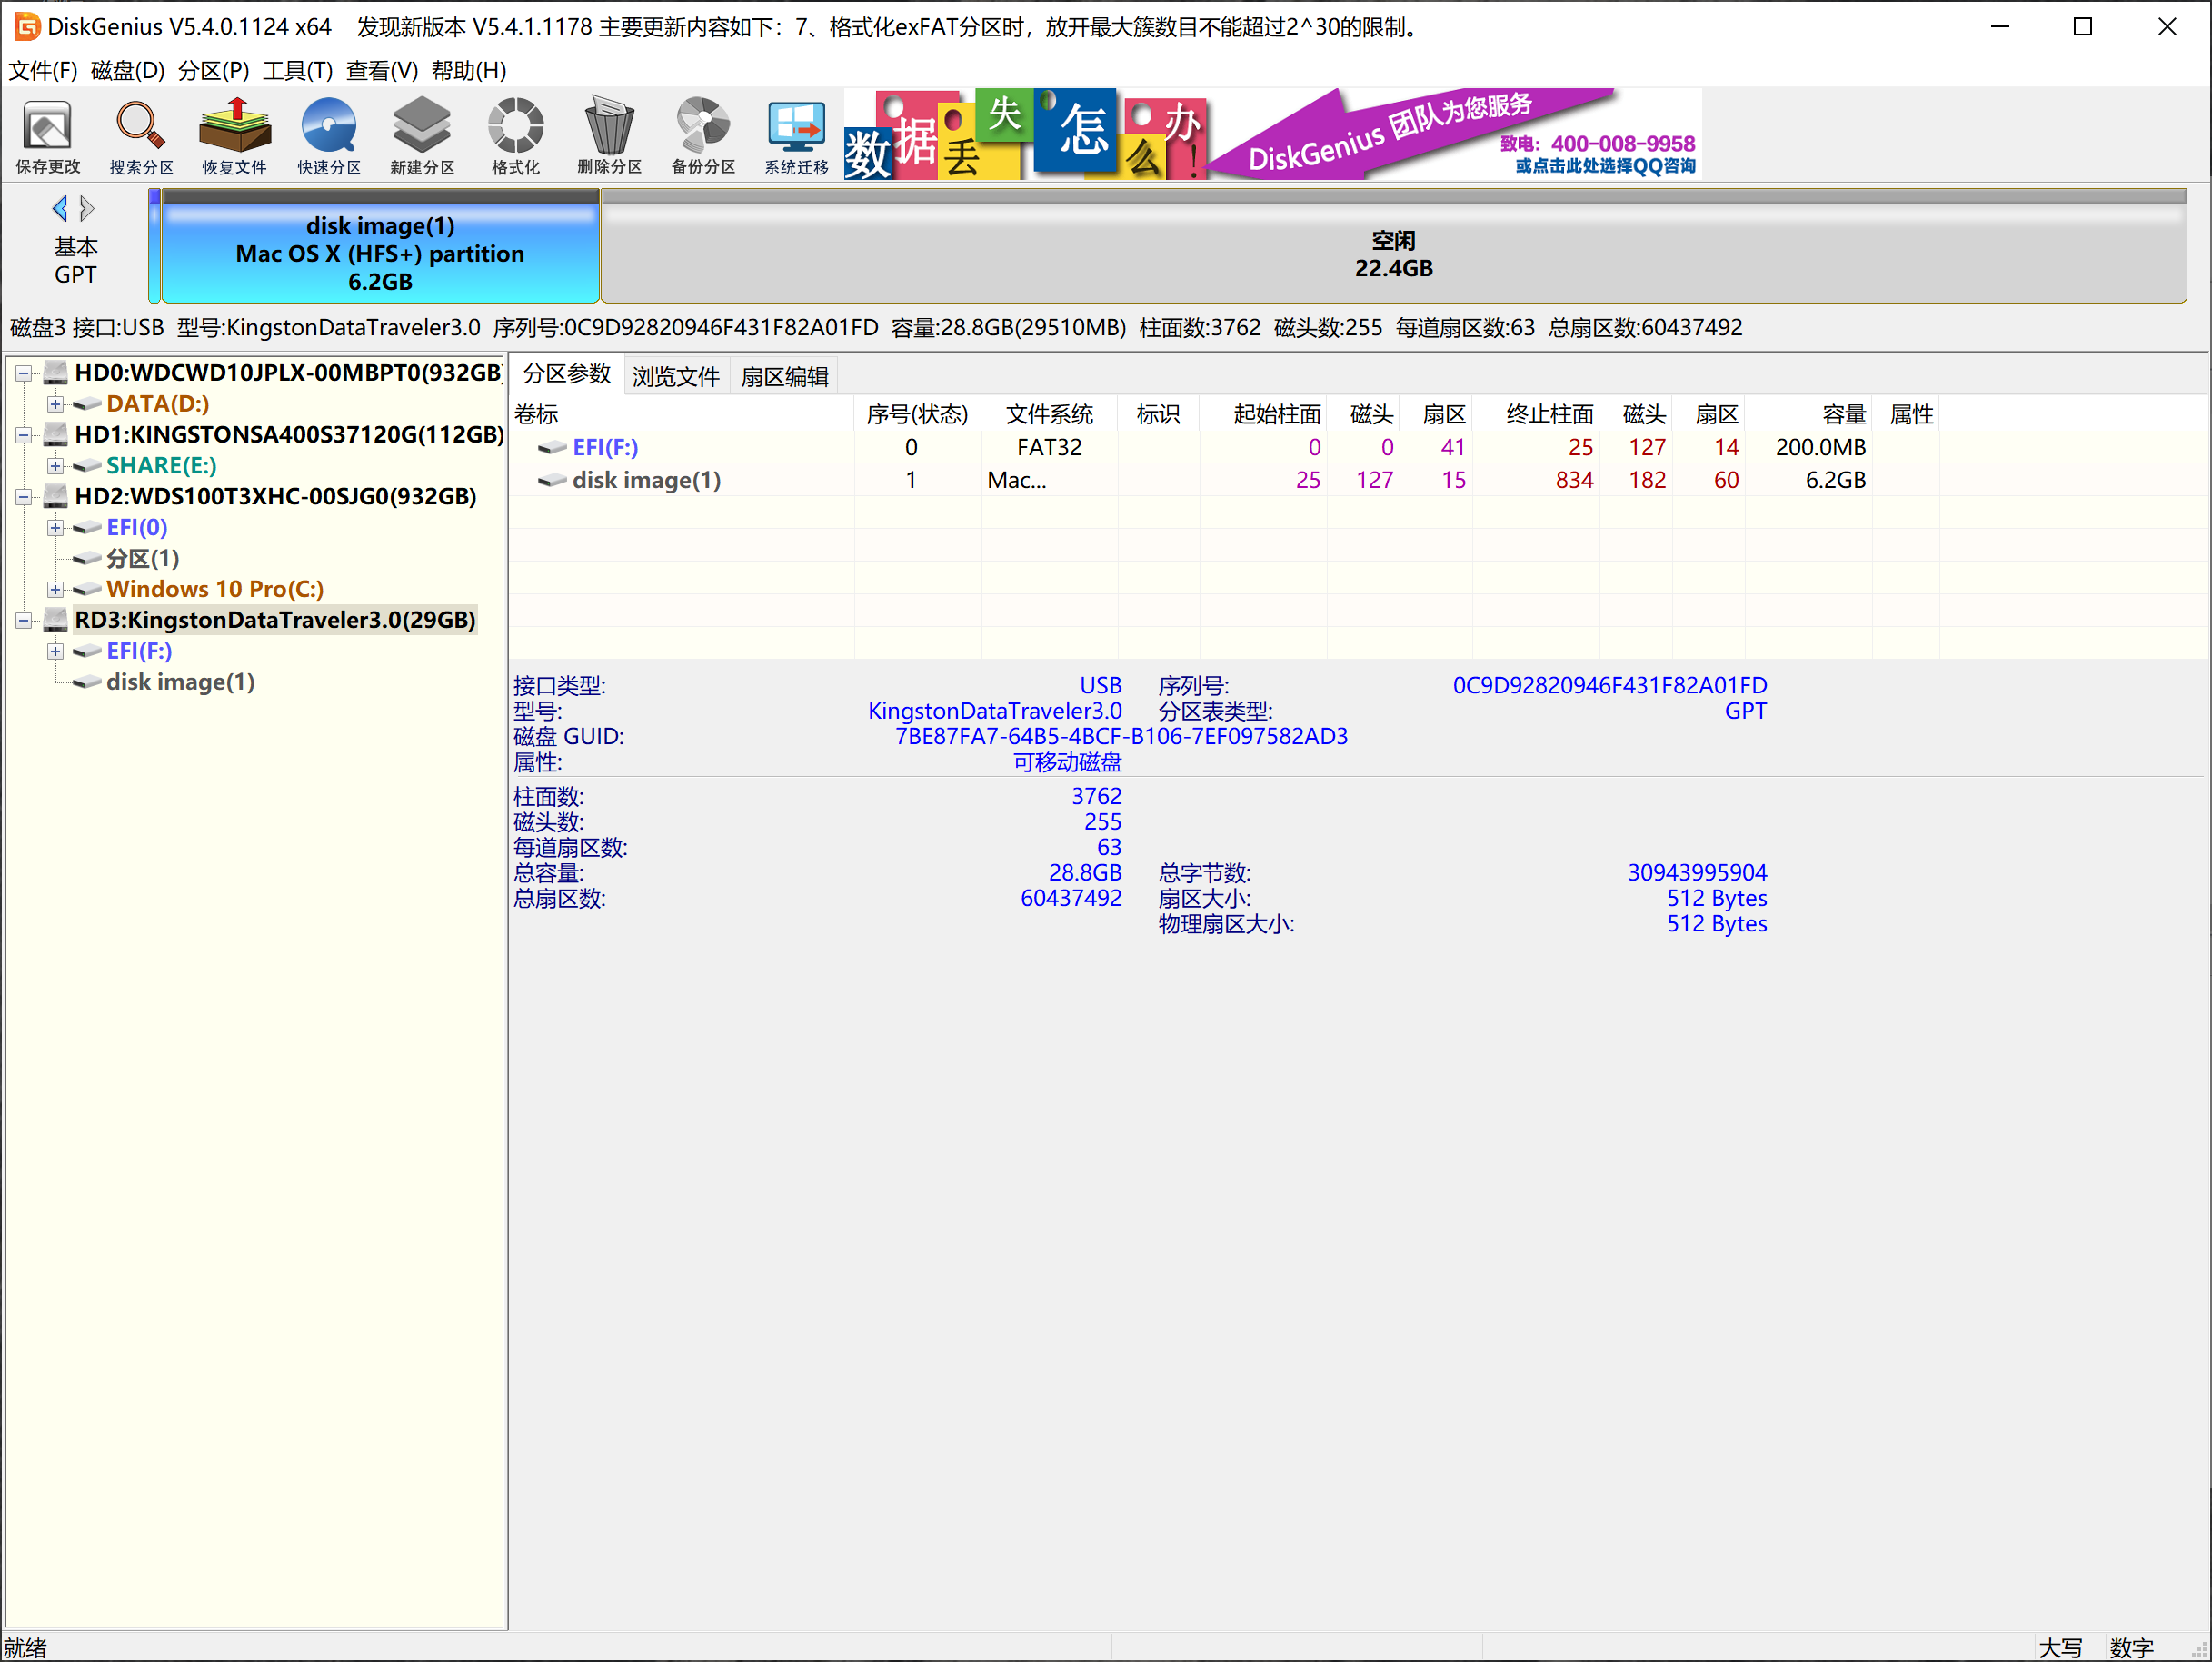 DiskGenius V5.4.0.1124 x64 发现新版本 V5.4.1.1178 主要更新内容如下：7、格式化exFAT分区时，放开最大簇数目不能超过2^30的限制。
文件(F) 磁盘(D) 分区(P) 工具(T) 查看(V) 帮助(H)
保存更改 搜索分区 恢复文件 快速分区 新建分区 格式化 删除分区 备份分区 系统迁移
数据丢失怎么办!
DiskGenius 团队为您服务
致电：400-008-9958
或点击此处选择QQ咨询
基本
GPT
disk image(1)
Mac OS X (HFS+) partition
6.2GB
空闲
22.4GB
磁盘3 接口:USB 型号:KingstonDataTraveler3.0 序列号:0C9D92820946F431F82A01FD 容量:28.8GB(29510MB) 柱面数:3762 磁头数:255 每道扇区数:63 总扇区数:60437492
HD0:WDCWD10JPLX-00MBPT0(932GB)
DATA(D:)
HD1:KINGSTONSA400S37120G(112GB)
SHARE(E:)
HD2:WDS100T3XHC-00SJG0(932GB)
EFI(0)
分区(1)
Windows 10 Pro(C:)
RD3:KingstonDataTraveler3.0(29GB)
EFI(F:)
disk image(1)
分区参数 浏览文件 扇区编辑
卷标 序号(状态) 文件系统 标识 起始柱面 磁头 扇区 终止柱面 磁头 扇区 容量 属性
EFI(F:) 0 FAT32 0 0 41 25 127 14 200.0MB
disk image(1) 1 Mac... 25 127 15 834 182 60 6.2GB
接口类型: USB 序列号: 0C9D92820946F431F82A01FD
型号: KingstonDataTraveler3.0 分区表类型: GPT
磁盘 GUID: 7BE87FA7-64B5-4BCF-B106-7EF097582AD3
属性: 可移动磁盘
柱面数: 3762
磁头数: 255
每道扇区数: 63
总容量: 28.8GB 总字节数: 30943995904
总扇区数: 60437492 扇区大小: 512 Bytes
物理扇区大小: 512 Bytes
就绪 大写 数字